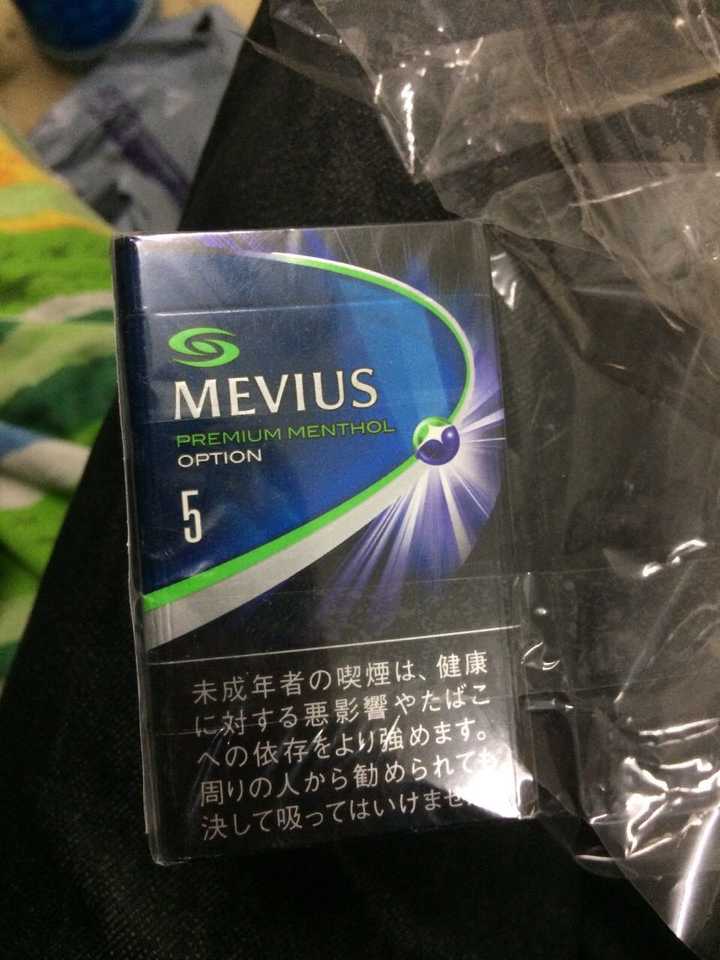 MEVIUS
PREMIUM MENTHOL
OPTION
5
未成年者の喫煙は、健康
に対する悪影響やたばこ
への依存をより強めます。
周りの人から勧められても
決して吸ってはいけませ